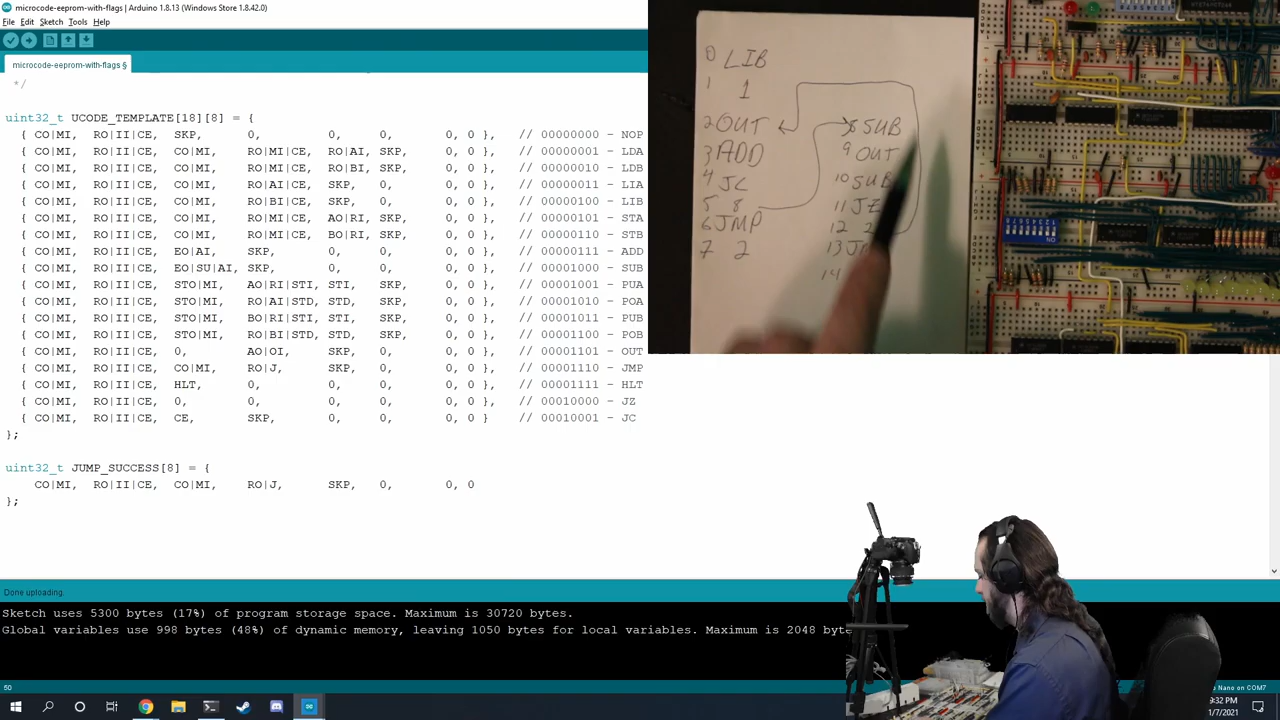 microcode-eeprom-with-flags | Arduino 1.8.13 (Windows Store 1.8.42.0)
File Edit Sketch Tools Help
microcode-eeprom-with-flags §
*/
uint32_t UCODE_TEMPLATE[18][8] = {
{ CO|MI, RO|II|CE, SKP, 0, 0, 0, 0, 0 }, // 00000000 - NOP
{ CO|MI, RO|II|CE, CO|MI, RO|MI|CE, RO|AI, SKP, 0, 0 }, // 00000001 - LDA
{ CO|MI, RO|II|CE, CO|MI, RO|MI|CE, RO|BI, SKP, 0, 0 }, // 00000010 - LDB
{ CO|MI, RO|II|CE, CO|MI, RO|AI|CE, SKP, 0, 0, 0 }, // 00000011 - LIA
{ CO|MI, RO|II|CE, CO|MI, RO|BI|CE, SKP, 0, 0, 0 }, // 00000100 - LIB
{ CO|MI, RO|II|CE, CO|MI, RO|MI|CE, AO|RI, SKP, 0, 0 }, // 00000101 - STA
{ CO|MI, RO|II|CE, CO|MI, RO|MI|CE, BO|RI, SKP, 0, 0 }, // 00000110 - STB
{ CO|MI, RO|II|CE, EO|AI, SKP, 0, 0, 0, 0 }, // 00000111 - ADD
{ CO|MI, RO|II|CE, EO|SU|AI, SKP, 0, 0, 0, 0 }, // 00001000 - SUB
{ CO|MI, RO|II|CE, STO|MI, AO|RI|STI, STI, SKP, 0, 0 }, // 00001001 - PUA
{ CO|MI, RO|II|CE, STO|MI, RO|AI|STD, STD, SKP, 0, 0 }, // 00001010 - POA
{ CO|MI, RO|II|CE, STO|MI, BO|RI|STI, STI, SKP, 0, 0 }, // 00001011 - PUB
{ CO|MI, RO|II|CE, STO|MI, RO|BI|STD, STD, SKP, 0, 0 }, // 00001100 - POB
{ CO|MI, RO|II|CE, 0, AO|OI, SKP, 0, 0, 0 }, // 00001101 - OUT
{ CO|MI, RO|II|CE, CO|MI, RO|J, SKP, 0, 0, 0 }, // 00001110 - JMP
{ CO|MI, RO|II|CE, HLT, 0, 0, 0, 0, 0 }, // 00001111 - HLT
{ CO|MI, RO|II|CE, 0, 0, 0, 0, 0, 0 }, // 00010000 - JZ
{ CO|MI, RO|II|CE, CE, SKP, 0, 0, 0, 0 } // 00010001 - JC
};
uint32_t JUMP_SUCCESS[8] = {
CO|MI, RO|II|CE, CO|MI, RO|J, SKP, 0, 0, 0
};
0 LIB
1 1
2 OUT
3 ADD
4 JC
5 8
6 JMP
7 2
8 SUB
9 OUT
10 SUB
11 JZ
12 2
13
14
Done uploading.
Sketch uses 5300 bytes (17%) of program storage space. Maximum is 30720 bytes.
Global variables use 998 bytes (48%) of dynamic memory, leaving 1050 bytes for local variables. Maximum is 2048
50
Nano on COM7
9:32 PM
1/7/2021